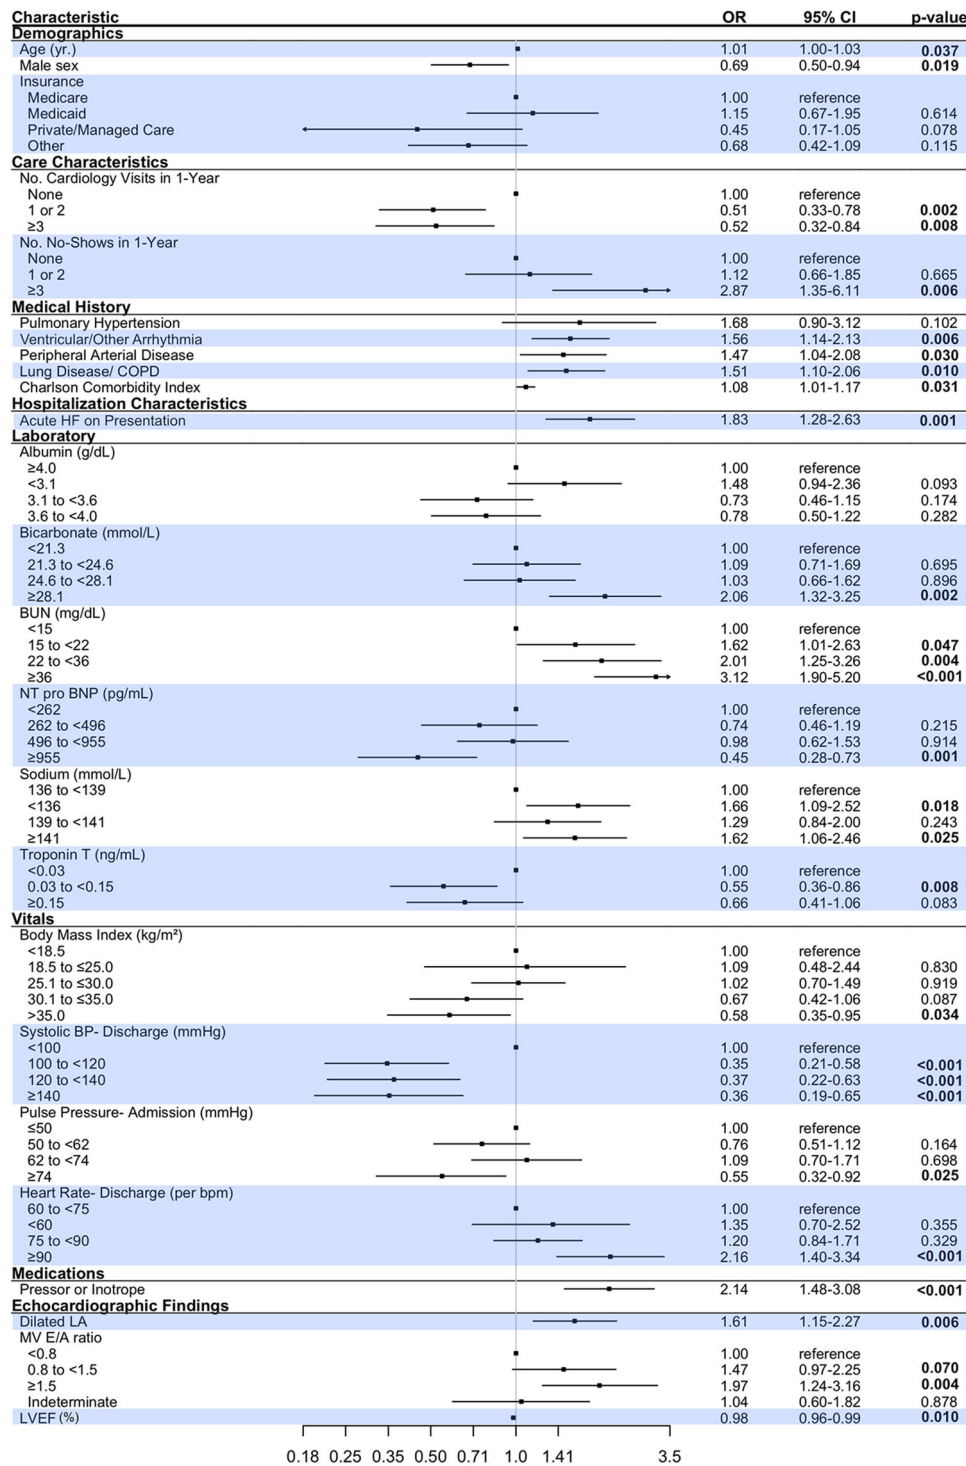 Characteristic OR 95% CI p-value
Demographics
Age (yr.) 1.01 1.00-1.03 0.037
Male sex 0.69 0.50-0.94 0.019
Insurance
Medicare 1.00 reference
Medicaid 1.15 0.67-1.95 0.614
Private/Managed Care 0.45 0.17-1.05 0.078
Other 0.68 0.42-1.09 0.115
Care Characteristics
No. Cardiology Visits in 1-Year
None 1.00 reference
1 or 2 0.51 0.33-0.78 0.002
≥3 0.52 0.32-0.84 0.008
No. No-Shows in 1-Year
None 1.00 reference
1 or 2 1.12 0.66-1.85 0.665
≥3 2.87 1.35-6.11 0.006
Medical History
Pulmonary Hypertension 1.68 0.90-3.12 0.102
Ventricular/Other Arrhythmia 1.56 1.14-2.13 0.006
Peripheral Arterial Disease 1.47 1.04-2.08 0.030
Lung Disease/ COPD 1.51 1.10-2.06 0.010
Charlson Comorbidity Index 1.08 1.01-1.17 0.031
Hospitalization Characteristics
Acute HF on Presentation 1.83 1.28-2.63 0.001
Laboratory
Albumin (g/dL)
≥4.0 1.00 reference
<3.1 1.48 0.94-2.36 0.093
3.1 to <3.6 0.73 0.46-1.15 0.174
3.6 to <4.0 0.78 0.50-1.22 0.282
Bicarbonate (mmol/L)
<21.3 1.00 reference
21.3 to <24.6 1.09 0.71-1.69 0.695
24.6 to <28.1 1.03 0.66-1.62 0.896
≥28.1 2.06 1.32-3.25 0.002
BUN (mg/dL)
<15 1.00 reference
15 to <22 1.62 1.01-2.63 0.047
22 to <36 2.01 1.25-3.26 0.004
≥36 3.12 1.90-5.20 <0.001
NT pro BNP (pg/mL)
<262 1.00 reference
262 to <496 0.74 0.46-1.19 0.215
496 to <955 0.98 0.62-1.53 0.914
≥955 0.45 0.28-0.73 0.001
Sodium (mmol/L)
136 to <139 1.00 reference
<136 1.66 1.09-2.52 0.018
139 to <141 1.29 0.84-2.00 0.243
≥141 1.62 1.06-2.46 0.025
Troponin T (ng/mL)
<0.03 1.00 reference
0.03 to <0.15 0.55 0.36-0.86 0.008
≥0.15 0.66 0.41-1.06 0.083
Vitals
Body Mass Index (kg/m²)
<18.5 1.00 reference
18.5 to ≤25.0 1.09 0.48-2.44 0.830
25.1 to ≤30.0 1.02 0.70-1.49 0.919
30.1 to ≤35.0 0.67 0.42-1.06 0.087
>35.0 0.58 0.35-0.95 0.034
Systolic BP- Discharge (mmHg)
<100 1.00 reference
100 to <120 0.35 0.21-0.58 <0.001
120 to <140 0.37 0.22-0.63 <0.001
≥140 0.36 0.19-0.65 <0.001
Pulse Pressure- Admission (mmHg)
≤50 1.00 reference
50 to <62 0.76 0.51-1.12 0.164
62 to <74 1.09 0.70-1.71 0.698
≥74 0.55 0.32-0.92 0.025
Heart Rate- Discharge (per bpm)
60 to <75 1.00 reference
<60 1.35 0.70-2.52 0.355
75 to <90 1.20 0.84-1.71 0.329
≥90 2.16 1.40-3.34 <0.001
Medications
Pressor or Inotrope 2.14 1.48-3.08 <0.001
Echocardiographic Findings
Dilated LA 1.61 1.15-2.27 0.006
MV E/A ratio
<0.8 1.00 reference
0.8 to <1.5 1.47 0.97-2.25 0.070
≥1.5 1.97 1.24-3.16 0.004
Indeterminate 1.04 0.60-1.82 0.878
LVEF (%) 0.98 0.96-0.99 0.010
0.18 0.25 0.35 0.50 0.71 1.0 1.41 3.5